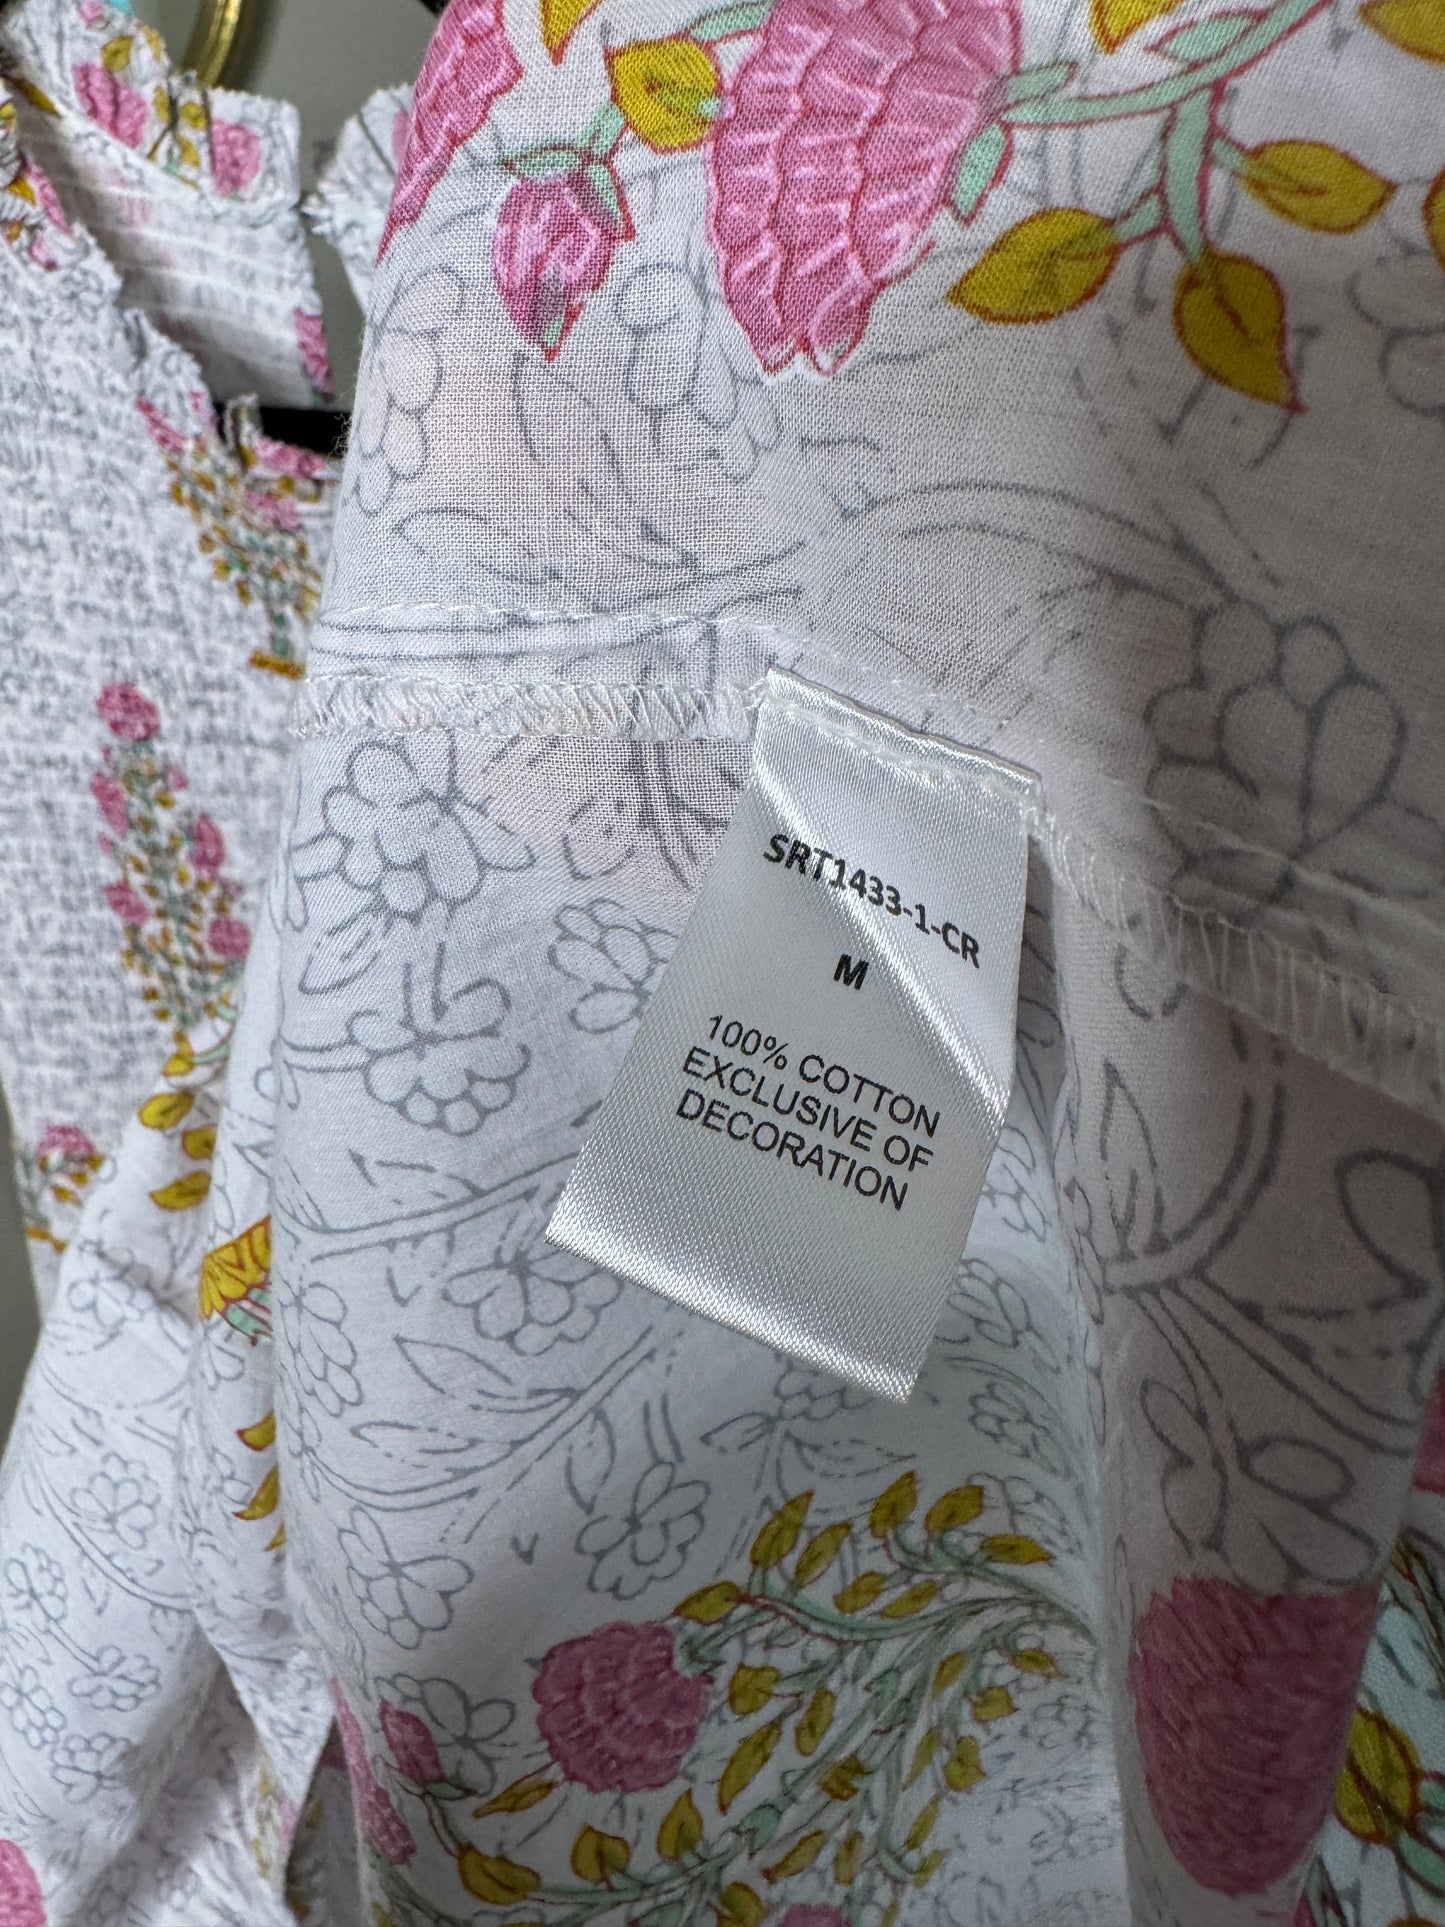 SRT1433-1-CR
M
100% COTTON
EXCLUSIVE OF
DECORATION